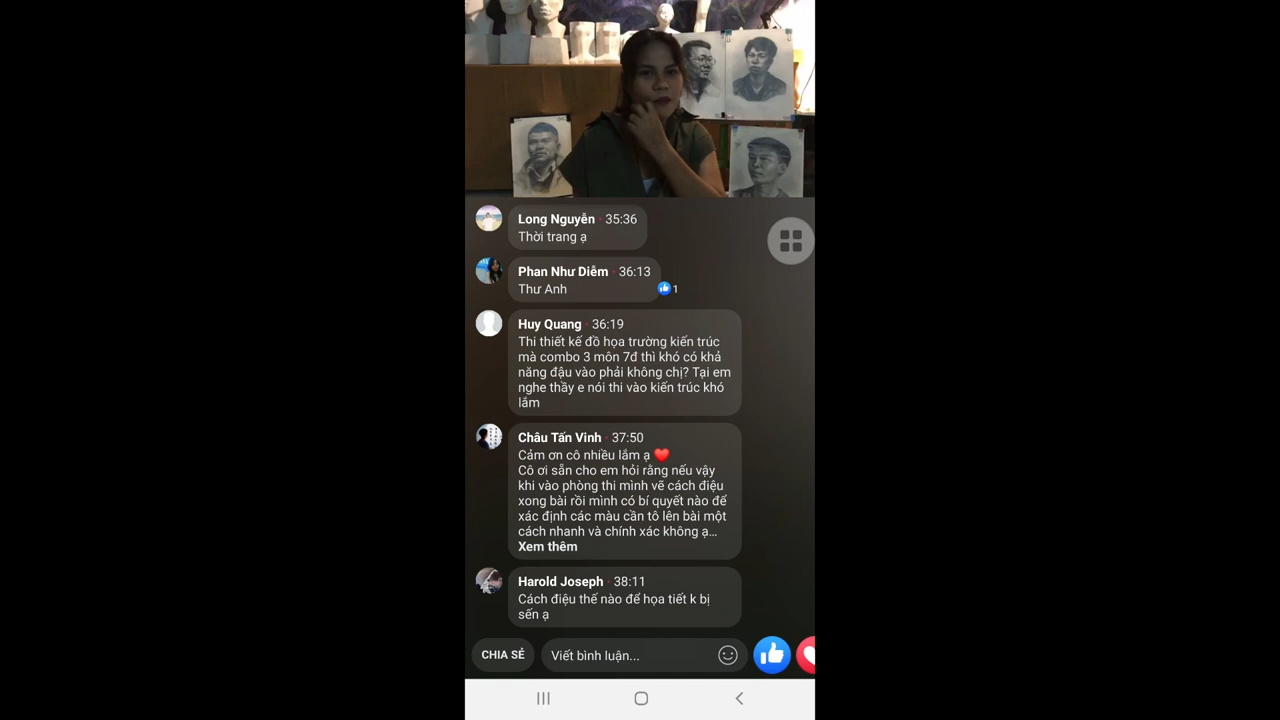 Long Nguyễn · 35:36
Thời trang ạ
Phan Như Diễm · 36:13
Thư Anh
1
Huy Quang · 36:19
Thi thiết kế đồ họa trường kiến trúc
mà combo 3 môn 7đ thì khó có khả
năng đậu vào phải không chị? Tại em
nghe thầy e nói thi vào kiến trúc khó
lắm
Châu Tấn Vinh · 37:50
Cảm ơn cô nhiều lắm ạ ❤️
Cô ơi sẵn cho em hỏi rằng nếu vậy
khi vào phòng thi mình vẽ cách điệu
xong bài rồi mình có bí quyết nào để
xác định các màu cần tô lên bài một
cách nhanh và chính xác không ạ...
Xem thêm
Harold Joseph · 38:11
Cách điệu thế nào để họa tiết k bị
sến ạ
CHIA SẺ
Viết bình luận...